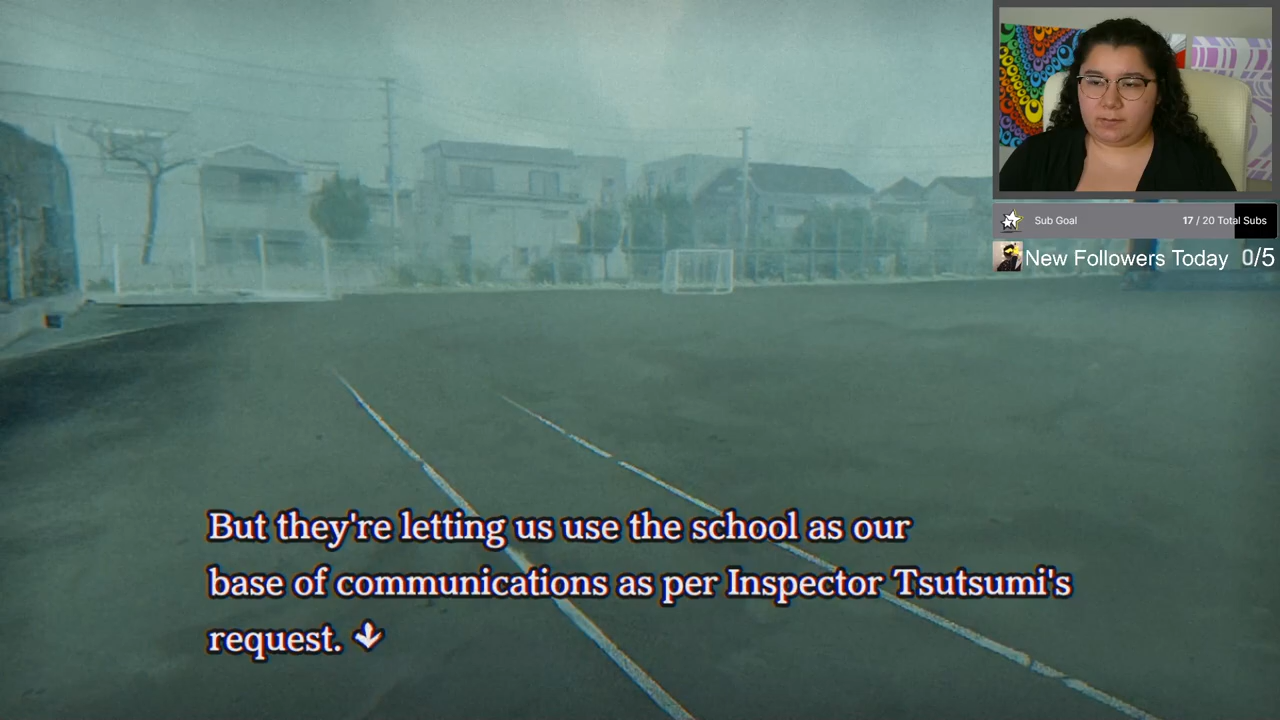 Sub Goal 17 / 20 Total Subs
New Followers Today 0/5
But they're letting us use the school as our
base of communications as per Inspector Tsutsumi's
request.